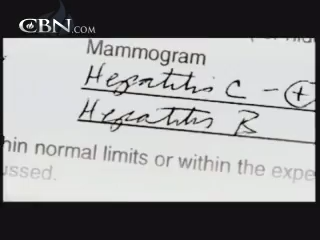 CBN.COM
Mammogram
Hepatitis C - +
Hepatitis B
hin normal limits or within the expe
ussed.